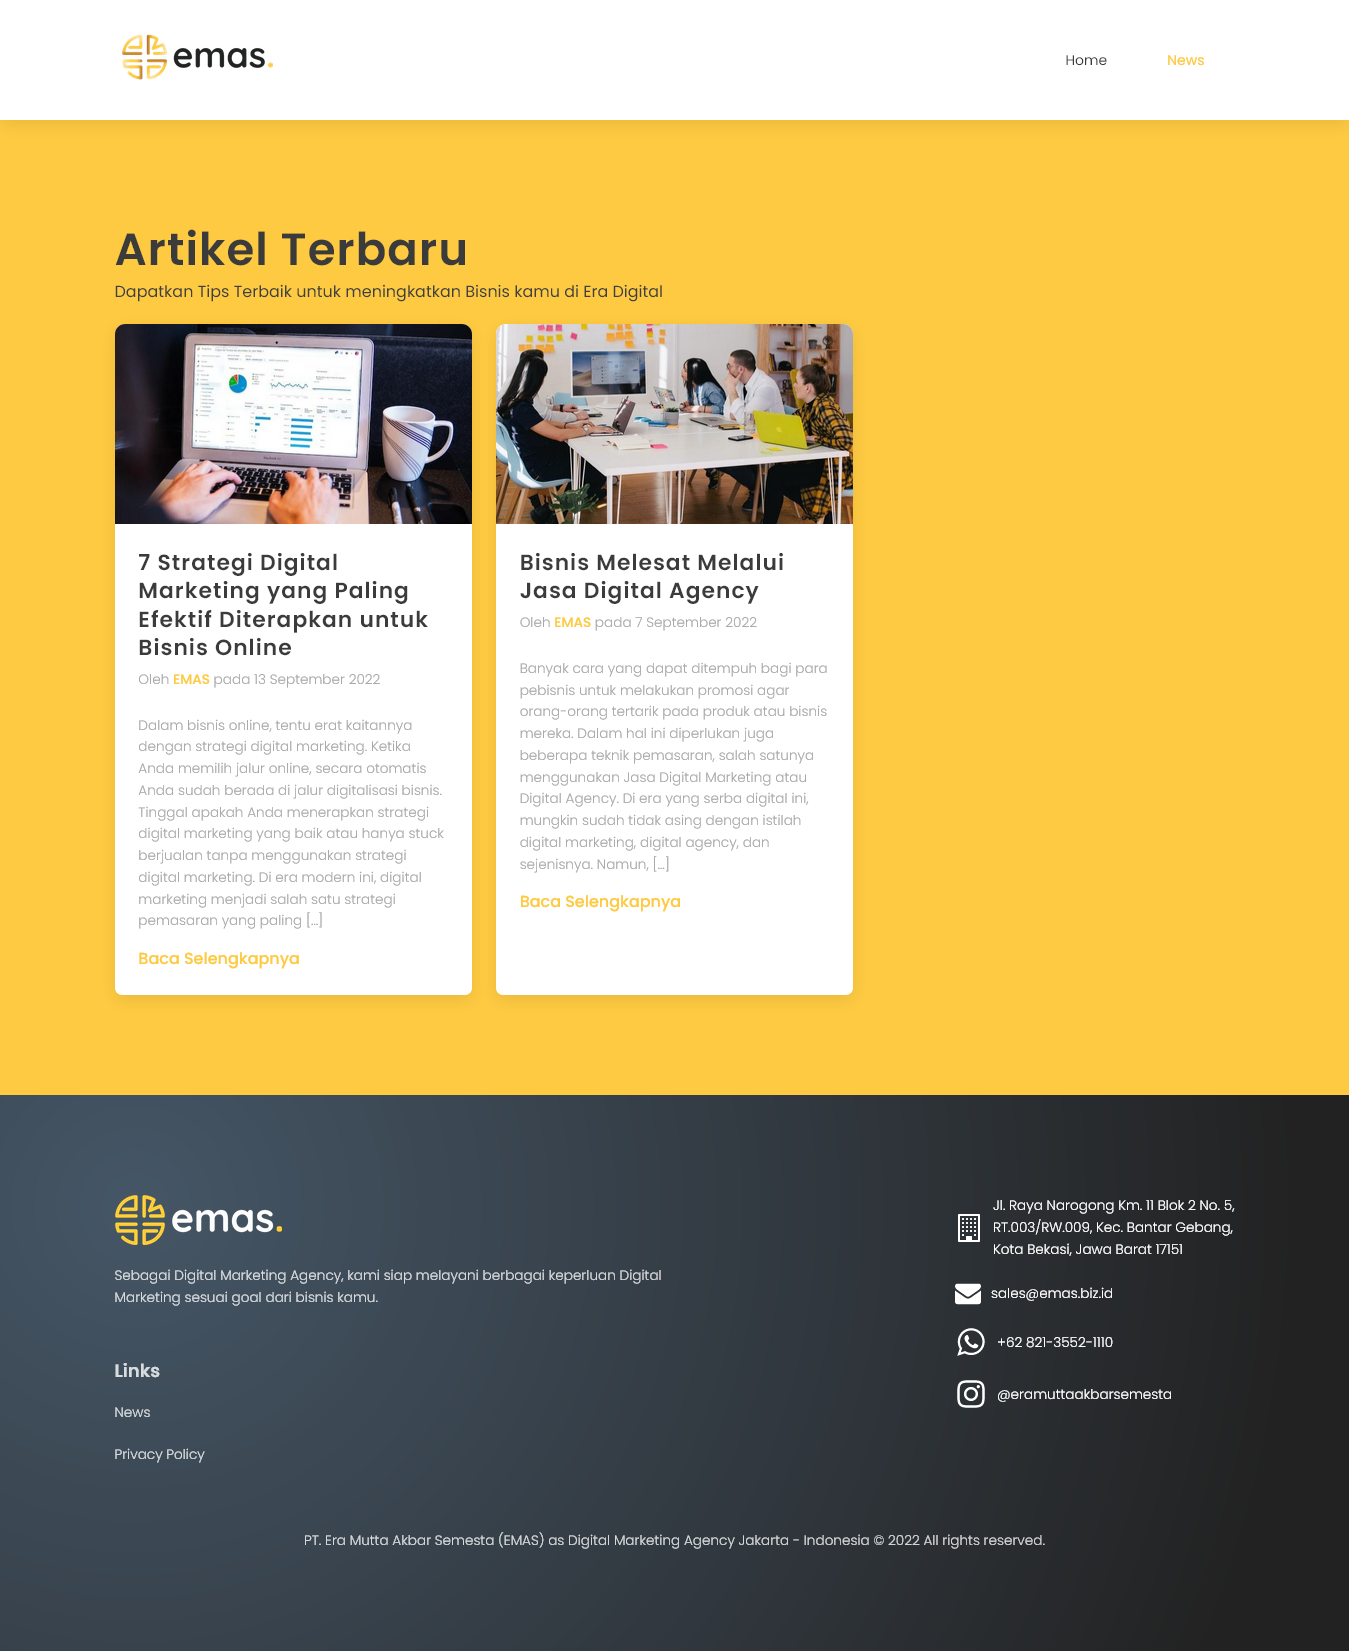 emas.
Home
News
Artikel Terbaru
Dapatkan Tips Terbaik untuk meningkatkan Bisnis kamu di Era Digital
7 Strategi Digital
Marketing yang Paling
Efektif Diterapkan untuk
Bisnis Online
Oleh EMAS pada 13 September 2022
Dalam bisnis online, tentu erat kaitannya
dengan strategi digital marketing. Ketika
Anda memilih jalur online, secara otomatis
Anda sudah berada di jalur digitalisasi bisnis.
Tinggal apakah Anda menerapkan strategi
digital marketing yang baik atau hanya stuck
berjualan tanpa menggunakan strategi
digital marketing. Di era modern ini, digital
marketing menjadi salah satu strategi
pemasaran yang paling [...]
Baca Selengkapnya
Bisnis Melesat Melalui
Jasa Digital Agency
Oleh EMAS pada 7 September 2022
Banyak cara yang dapat ditempuh bagi para
pebisnis untuk melakukan promosi agar
orang-orang tertarik pada produk atau bisnis
mereka. Dalam hal ini diperlukan juga
beberapa teknik pemasaran, salah satunya
menggunakan Jasa Digital Marketing atau
Digital Agency. Di era yang serba digital ini,
mungkin sudah tidak asing dengan istilah
digital marketing, digital agency, dan
sejenisnya. Namun, [...]
Baca Selengkapnya
emas.
Sebagai Digital Marketing Agency, kami siap melayani berbagai keperluan Digital
Marketing sesuai goal dari bisnis kamu.
Links
News
Privacy Policy
Jl. Raya Narogong Km. 11 Blok 2 No. 5,
RT.003/RW.009, Kec. Bantar Gebang,
Kota Bekasi, Jawa Barat 17151
sales@emas.biz.id
+62 821-3552-1110
@eramuttaakbarsemesta
PT. Era Mutta Akbar Semesta (EMAS) as Digital Marketing Agency Jakarta - Indonesia © 2022 All rights reserved.